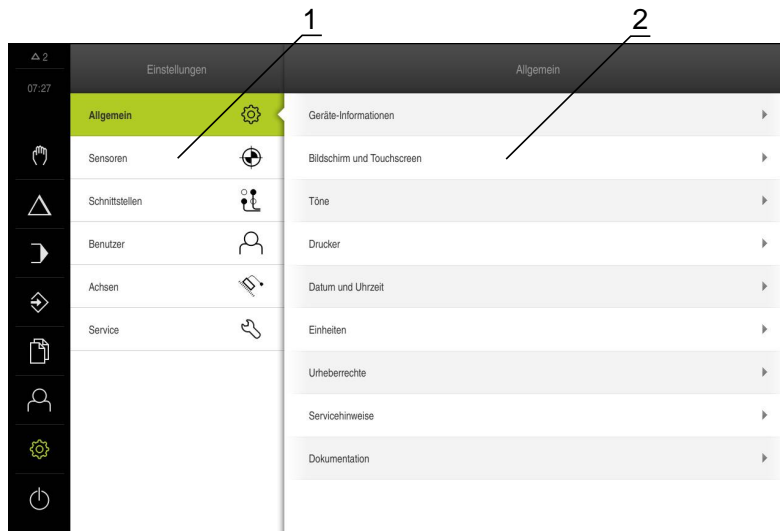 1
2
△ 2
07:27
Einstellungen
Allgemein
Allgemein
Sensoren
Schnittstellen
Benutzer
Achsen
Service
Geräte-Informationen
Bildschirm und Touchscreen
Töne
Drucker
Datum und Uhrzeit
Einheiten
Urheberrechte
Servicehinweise
Dokumentation